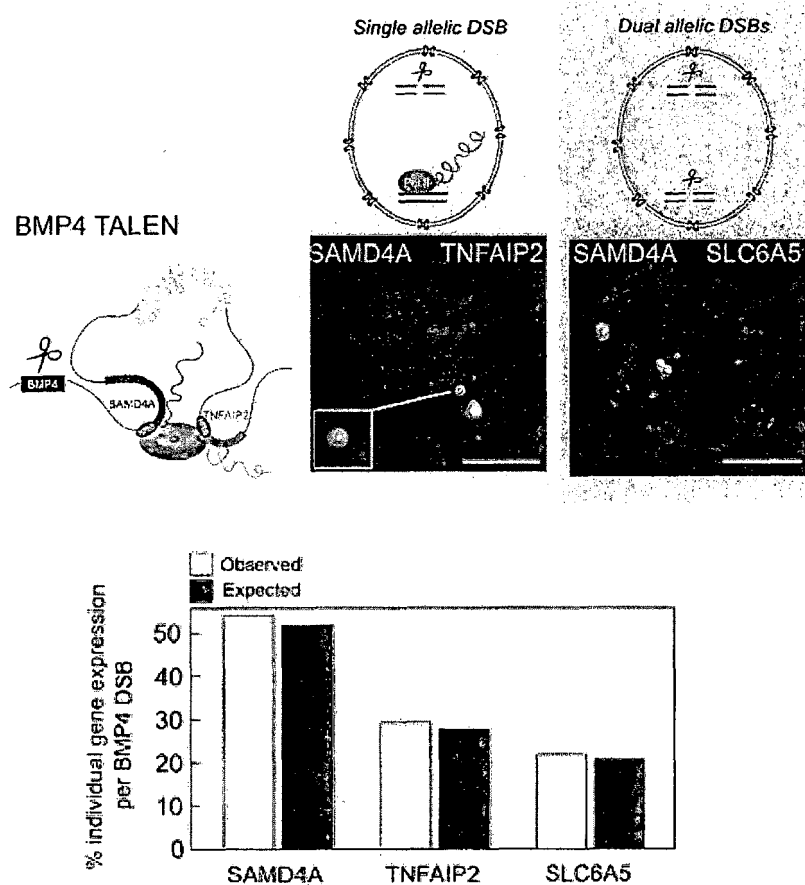 Single allelic DSB
Dual allelic DSBs
BMP4 TALEN
SAMD4A TNFAIP2
SAMD4A SLC6A5
BMP4
SAMD4A
TNFAIP2
Observed
Expected
% individual gene expression
per BMP4 DSB
50
40
30
20
10
0
SAMD4A TNFAIP2 SLC6A5